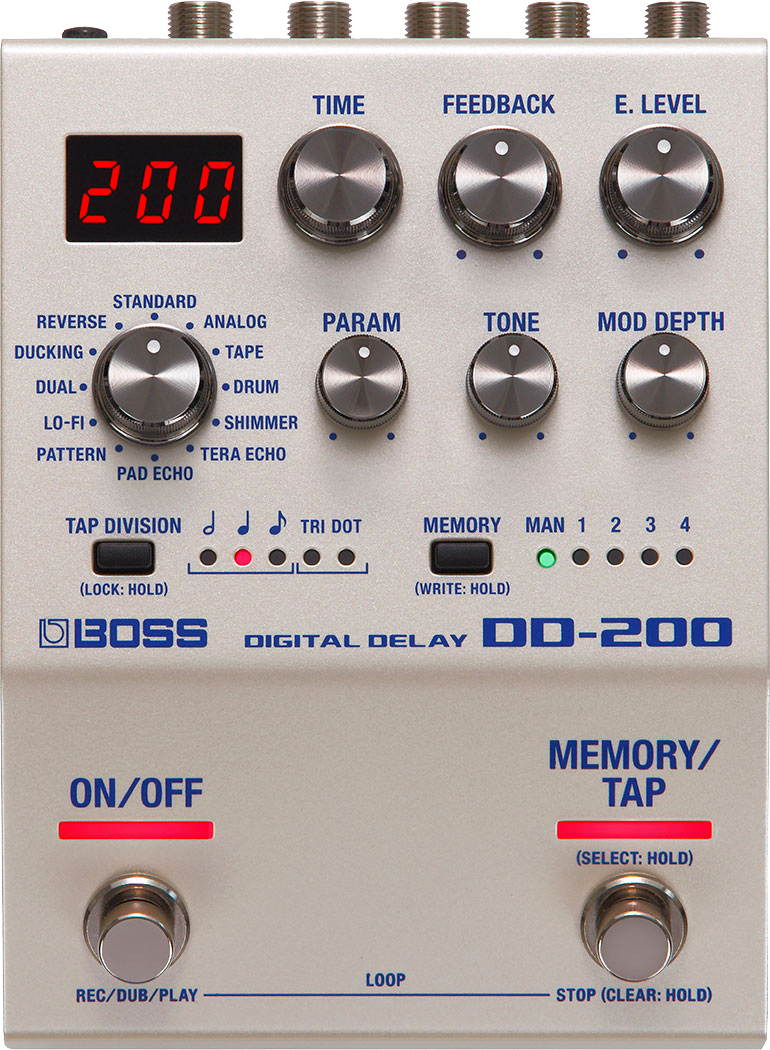 TIME FEEDBACK E. LEVEL
200
STANDARD
REVERSE ANALOG
DUCKING TAPE
DUAL DRUM
LO-FI SHIMMER
PATTERN TERA ECHO
PAD ECHO
PARAM TONE MOD DEPTH
TAP DIVISION TRI DOT
(LOCK: HOLD)
MEMORY MAN 1 2 3 4
(WRITE: HOLD)
BOSS DIGITAL DELAY DD-200
ON/OFF
MEMORY/
TAP
(SELECT: HOLD)
LOOP
REC/DUB/PLAY STOP (CLEAR: HOLD)